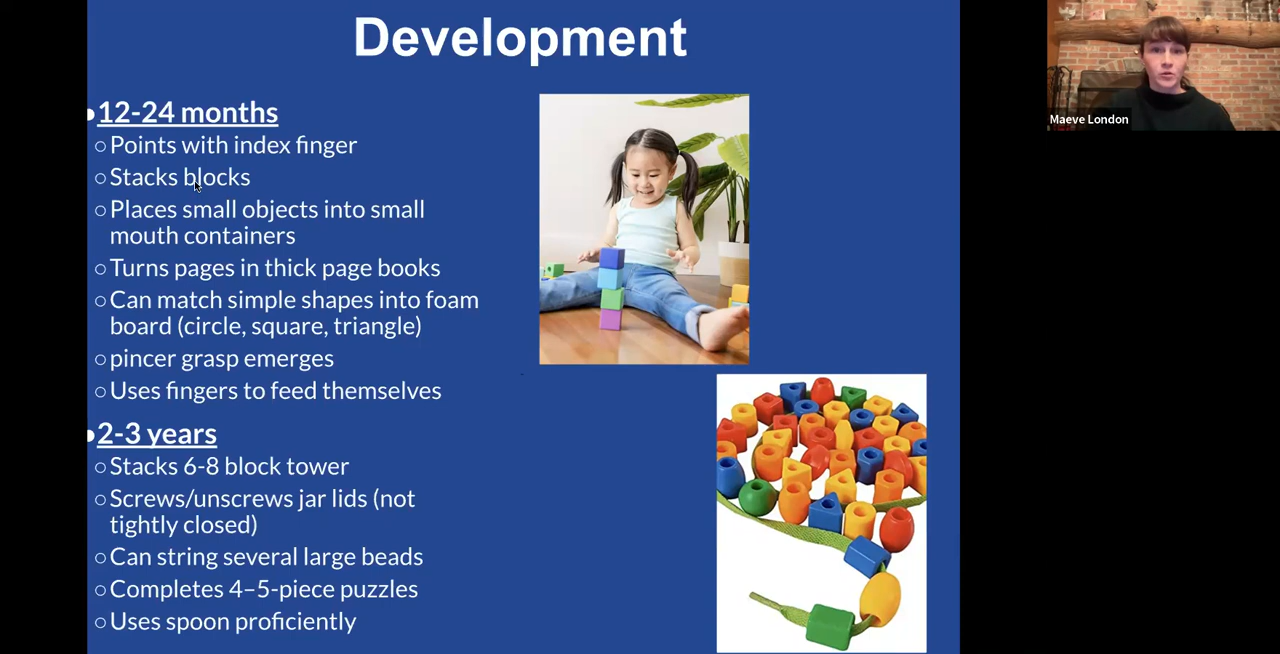 Development
•12-24 months
○Points with index finger
○Stacks blocks
○Places small objects into small
mouth containers
○Turns pages in thick page books
○Can match simple shapes into foam
board (circle, square, triangle)
○pincer grasp emerges
○Uses fingers to feed themselves
•2-3 years
○Stacks 6-8 block tower
○Screws/unscrews jar lids (not
tightly closed)
○Can string several large beads
○Completes 4–5-piece puzzles
○Uses spoon proficiently
Maeve London